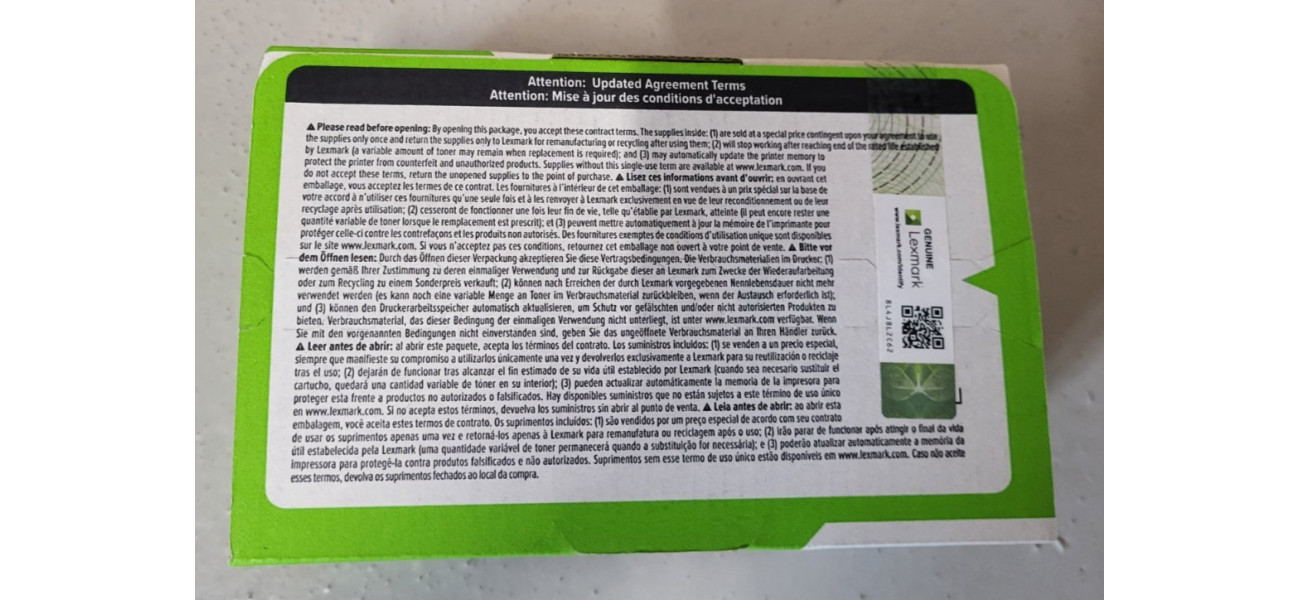 Attention: Updated Agreement Terms
Attention: Mise à jour des conditions d'acceptation
▲ Please read before opening: By opening this package, you accept these contract terms. The supplies inside: (1) are sold at a special price contingent upon your agreement to use
the supplies only once and return the supplies only to Lexmark for remanufacturing or recycling after using them; (2) will stop working after reaching end of the rated life established
by Lexmark (a variable amount of toner may remain when replacement is required); and (3) may automatically update the printer memory to
protect the printer from counterfeit and unauthorized products. Supplies without this single-use term are available at www.lexmark.com. If you
do not accept these terms, return the unopened supplies to the point of purchase. ▲ Lisez ces informations avant d'ouvrir: en ouvrant cet
emballage, vous acceptez les termes de ce contrat. Les fournitures à l'intérieur de cet emballage: (1) sont vendues à un prix spécial sur la base de
votre accord à n'utiliser ces fournitures qu'une seule fois et à les renvoyer à Lexmark exclusivement en vue de leur reconditionnement ou de leur
recyclage après utilisation; (2) cesseront de fonctionner une fois leur fin de vie, telle qu'établie par Lexmark, atteinte (il peut encore rester une
quantité variable de toner lorsque le remplacement est prescrit); et (3) peuvent mettre automatiquement à jour la mémoire de l'imprimante pour
protéger celle-ci contre les contrefaçons et les produits non autorisés. Des fournitures exemptes de conditions d'utilisation unique sont disponibles
sur le site www.lexmark.com. Si vous n'acceptez pas ces conditions, retournez cet emballage non ouvert à votre point de vente. ▲ Bitte vor
dem Öffnen lesen: Durch das Öffnen dieser Verpackung akzeptieren Sie diese Vertragsbedingungen. Die Verbrauchsmaterialien im Drucker: (1)
werden gemäß Ihrer Zustimmung zu deren einmaliger Verwendung und zur Rückgabe dieser an Lexmark zum Zwecke der Wiederaufarbeitung
oder zum Recycling zu einem Sonderpreis verkauft; (2) können nach Erreichen der durch Lexmark vorgegebenen Nennlebensdauer nicht mehr
verwendet werden (es kann noch eine variable Menge an Toner im Verbrauchsmaterial zurückbleiben, wenn der Austausch erforderlich ist);
und (3) können den Druckerarbeitsspeicher automatisch aktualisieren, um Schutz vor gefälschten und/oder nicht autorisierten Produkten zu
bieten. Verbrauchsmaterial, das dieser Bedingung der einmaligen Verwendung nicht unterliegt, ist unter www.lexmark.com verfügbar. Wenn
Sie mit den vorgenannten Bedingungen nicht einverstanden sind, geben Sie das ungeöffnete Verbrauchsmaterial an Ihren Händler zurück.
▲ Leer antes de abrir: al abrir este paquete, acepta los términos del contrato. Los suministros incluidos: (1) se venden a un precio especial,
siempre que manifieste su compromiso a utilizarlos únicamente una vez y devolverlos exclusivamente a Lexmark para su reutilización o reciclaje
tras el uso; (2) dejarán de funcionar tras alcanzar el fin estimado de su vida útil establecido por Lexmark (cuando sea necesario sustituir el
cartucho, quedará una cantidad variable de tóner en su interior); (3) pueden actualizar automáticamente la memoria de la impresora para
proteger esta frente a productos no autorizados o falsificados. Hay disponibles suministros que no están sujetos a este término de uso único
en www.lexmark.com. Si no acepta estos términos, devuelva los suministros sin abrir al punto de venta. ▲ Leia antes de abrir: ao abrir esta
embalagem, você aceita estes termos de contrato. Os suprimentos incluídos: (1) são vendidos por um preço especial de acordo com seu contrato
de usar os suprimentos apenas uma vez e retorná-los apenas à Lexmark para remanufatura ou reciclagem após o uso; (2) irão parar de funcionar após atingir o final da vida
útil estabelecida pela Lexmark (uma quantidade variável de toner permanecerá quando a substituição for necessária); e (3) poderão atualizar automaticamente a memória da
impressora para protegê-la contra produtos falsificados e não autorizados. Suprimentos sem esse termo de uso único estão disponíveis em www.lexmark.com. Caso não aceite
esses termos, devolva os suprimentos fechados ao local da compra.
GENUINE
Lexmark
www.lexmark.com/identify
8L4J8L2C62